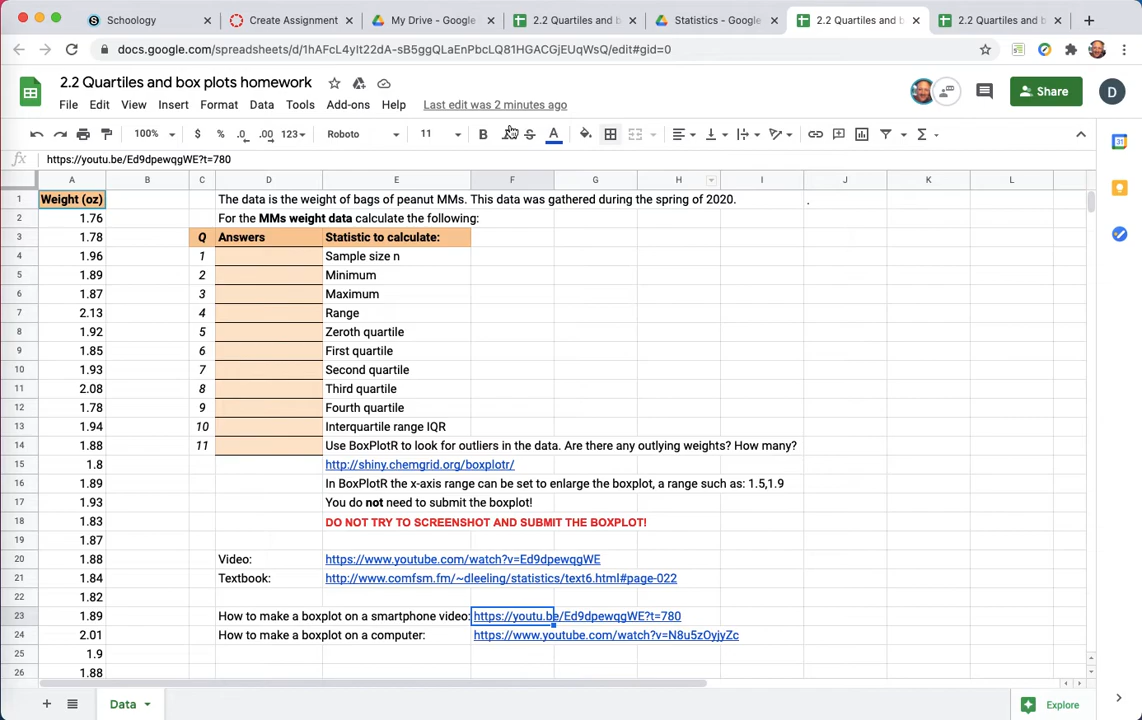 Schoology
Create Assignment
My Drive - Google
2.2 Quartiles and b
Statistics - Google
2.2 Quartiles and b
2.2 Quartiles and b
docs.google.com/spreadsheets/d/1hAFcL4yIt22dA-sB5ggQLaEnPbcLQ81HGACGjEUqWsQ/edit#gid=0
2.2 Quartiles and box plots homework
File Edit View Insert Format Data Tools Add-ons Help Last edit was 2 minutes ago
Share
D
100% $ % .0 .00 123 Roboto 11 B S A Σ
fx https://youtu.be/Ed9dpewqgWE?t=780
A B C D E F G H I J K L
1 Weight (oz) The data is the weight of bags of peanut MMs. This data was gathered during the spring of 2020. .
2 1.76 For the MMs weight data calculate the following:
3 1.78 Q Answers Statistic to calculate:
4 1.96 1 Sample size n
5 1.89 2 Minimum
6 1.87 3 Maximum
7 2.13 4 Range
8 1.92 5 Zeroth quartile
9 1.85 6 First quartile
10 1.93 7 Second quartile
11 2.08 8 Third quartile
12 1.78 9 Fourth quartile
13 1.94 10 Interquartile range IQR
14 1.88 11 Use BoxPlotR to look for outliers in the data. Are there any outlying weights? How many?
15 1.8 http://shiny.chemgrid.org/boxplotr/
16 1.89 In BoxPlotR the x-axis range can be set to enlarge the boxplot, a range such as: 1.5,1.9
17 1.93 You do not need to submit the boxplot!
18 1.83 DO NOT TRY TO SCREENSHOT AND SUBMIT THE BOXPLOT!
19 1.87
20 1.88 Video: https://www.youtube.com/watch?v=Ed9dpewqgWE
21 1.84 Textbook: http://www.comfsm.fm/~dleeling/statistics/text6.html#page-022
22 1.82
23 1.89 How to make a boxplot on a smartphone video: https://youtu.be/Ed9dpewqgWE?t=780
24 2.01 How to make a boxplot on a computer: https://www.youtube.com/watch?v=N8u5zOyjyZc
25 1.9
26 1.88
Data
Explore